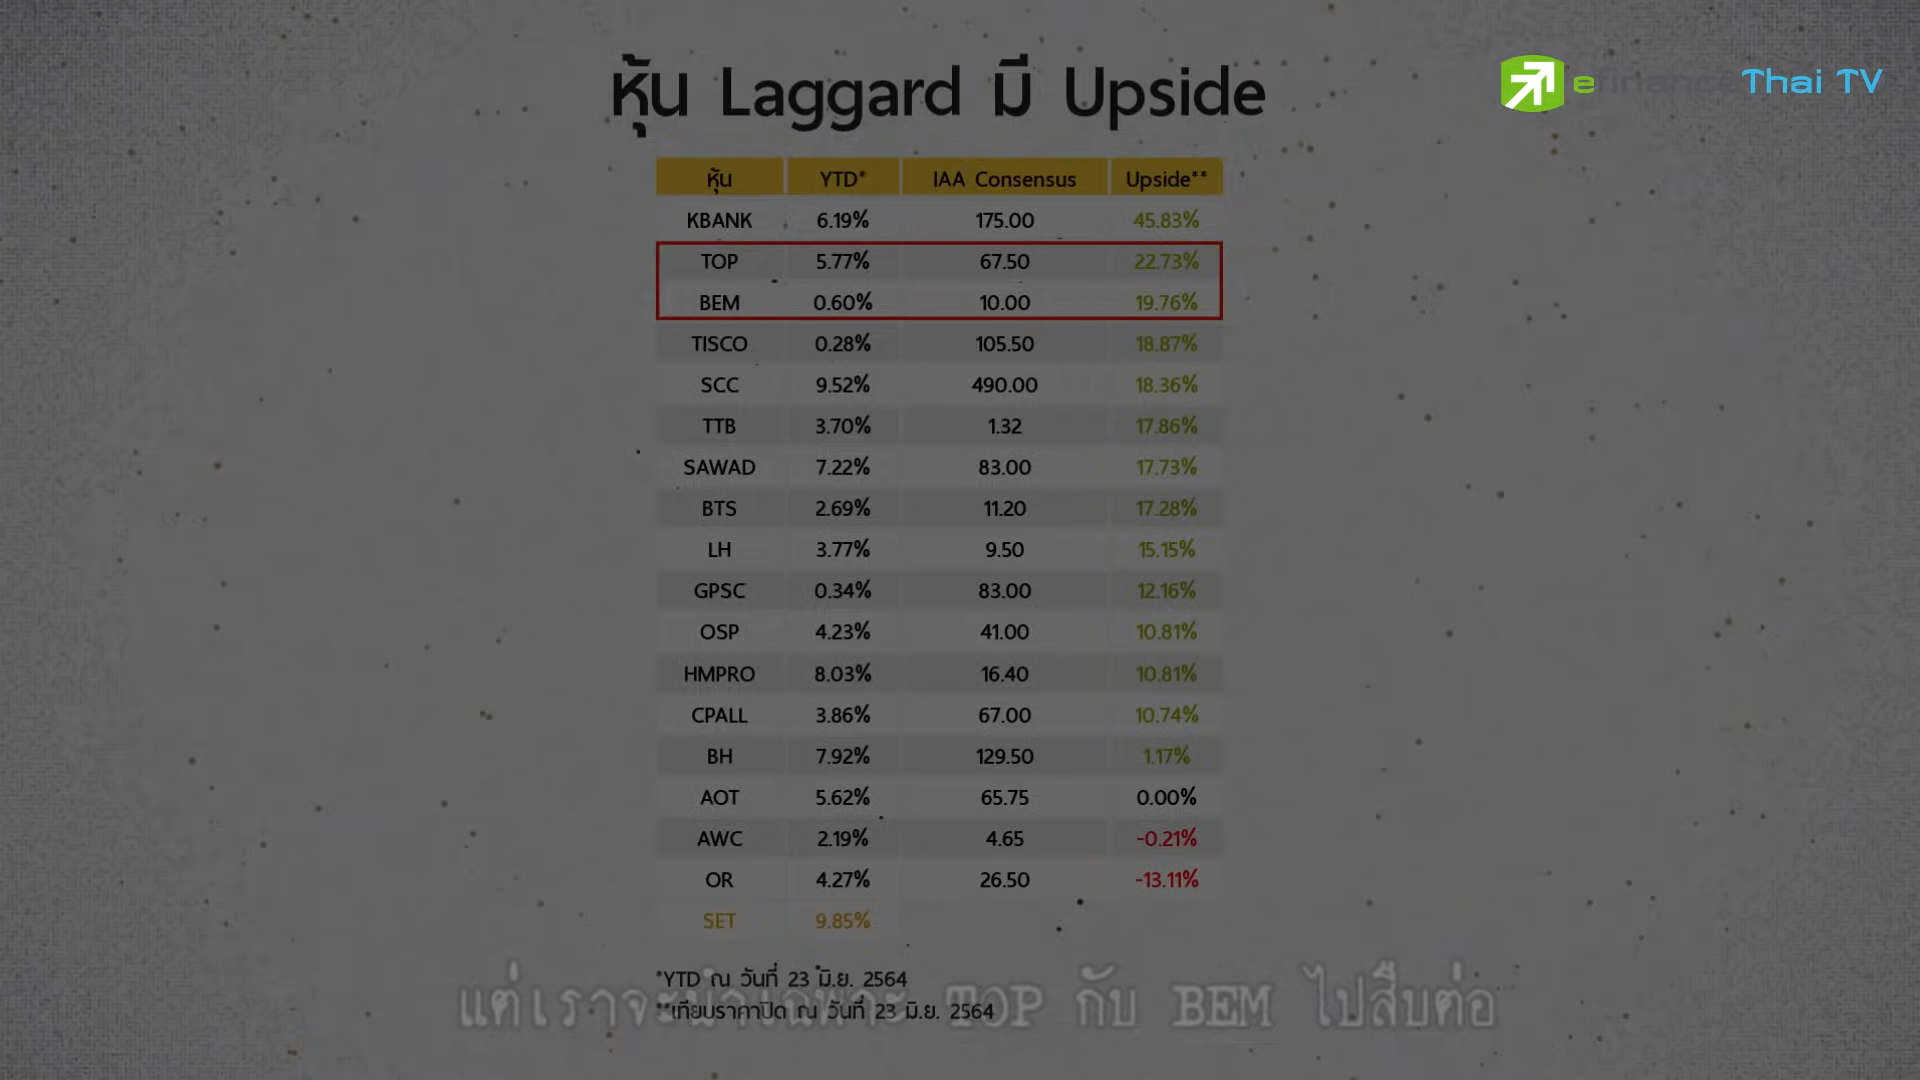 หุ้น Laggard มี Upside
efinance Thai TV
หุ้น YTD* IAA Consensus Upside**
KBANK 6.19% 175.00 45.83%
TOP 5.77% 67.50 22.73%
BEM 0.60% 10.00 19.76%
TISCO 0.28% 105.50 18.87%
SCC 9.52% 490.00 18.36%
TTB 3.70% 1.32 17.86%
SAWAD 7.22% 83.00 17.73%
BTS 2.69% 11.20 17.28%
LH 3.77% 9.50 15.15%
GPSC 0.34% 83.00 12.16%
OSP 4.23% 41.00 10.81%
HMPRO 8.03% 16.40 10.81%
CPALL 3.86% 67.00 10.74%
BH 7.92% 129.50 1.17%
AOT 5.62% 65.75 0.00%
AWC 2.19% 4.65 -0.21%
OR 4.27% 26.50 -13.11%
SET 9.85%
*YTD ณ วันที่ 23 มิ.ย. 2564
**เทียบราคาปิด ณ วันที่ 23 มิ.ย. 2564
แต่เราจะนำเฉพาะ TOP กับ BEM ไปสืบต่อ